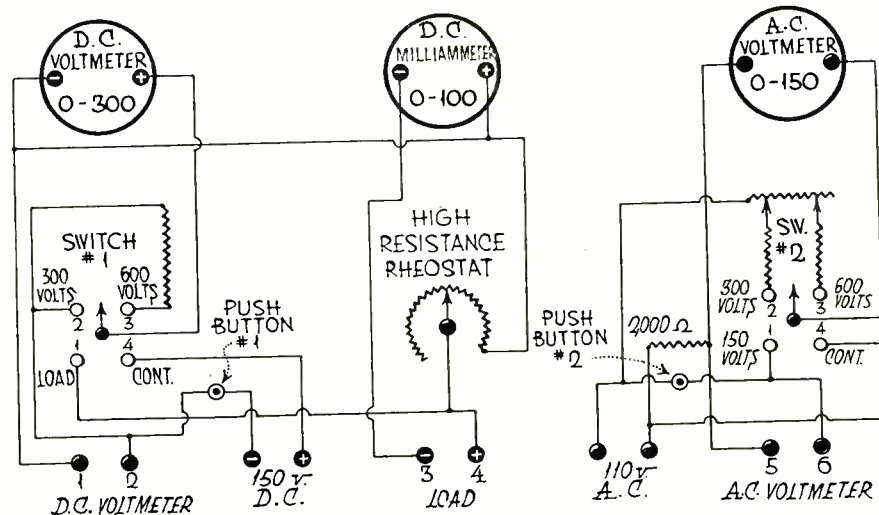 D.C.
VOLTMETER
- +
0-300
D.C.
MILLIAMMETER
- +
0-100
A.C.
VOLTMETER
0-150
SWITCH
#1
300
VOLTS
600
VOLTS
2
3
1
4
LOAD
CONT.
PUSH
BUTTON
#1
HIGH
RESISTANCE
RHEOSTAT
SW.
#2
300
VOLTS
600
VOLTS
2
3
150
VOLTS
1
4
CONT.
PUSH
BUTTON
#2
2,000 Ω
1 2
D.C. VOLTMETER
- +
150 v.
D.C.
- +
3 4
LOAD
110 v.
A.C.
5 6
A.C. VOLTMETER